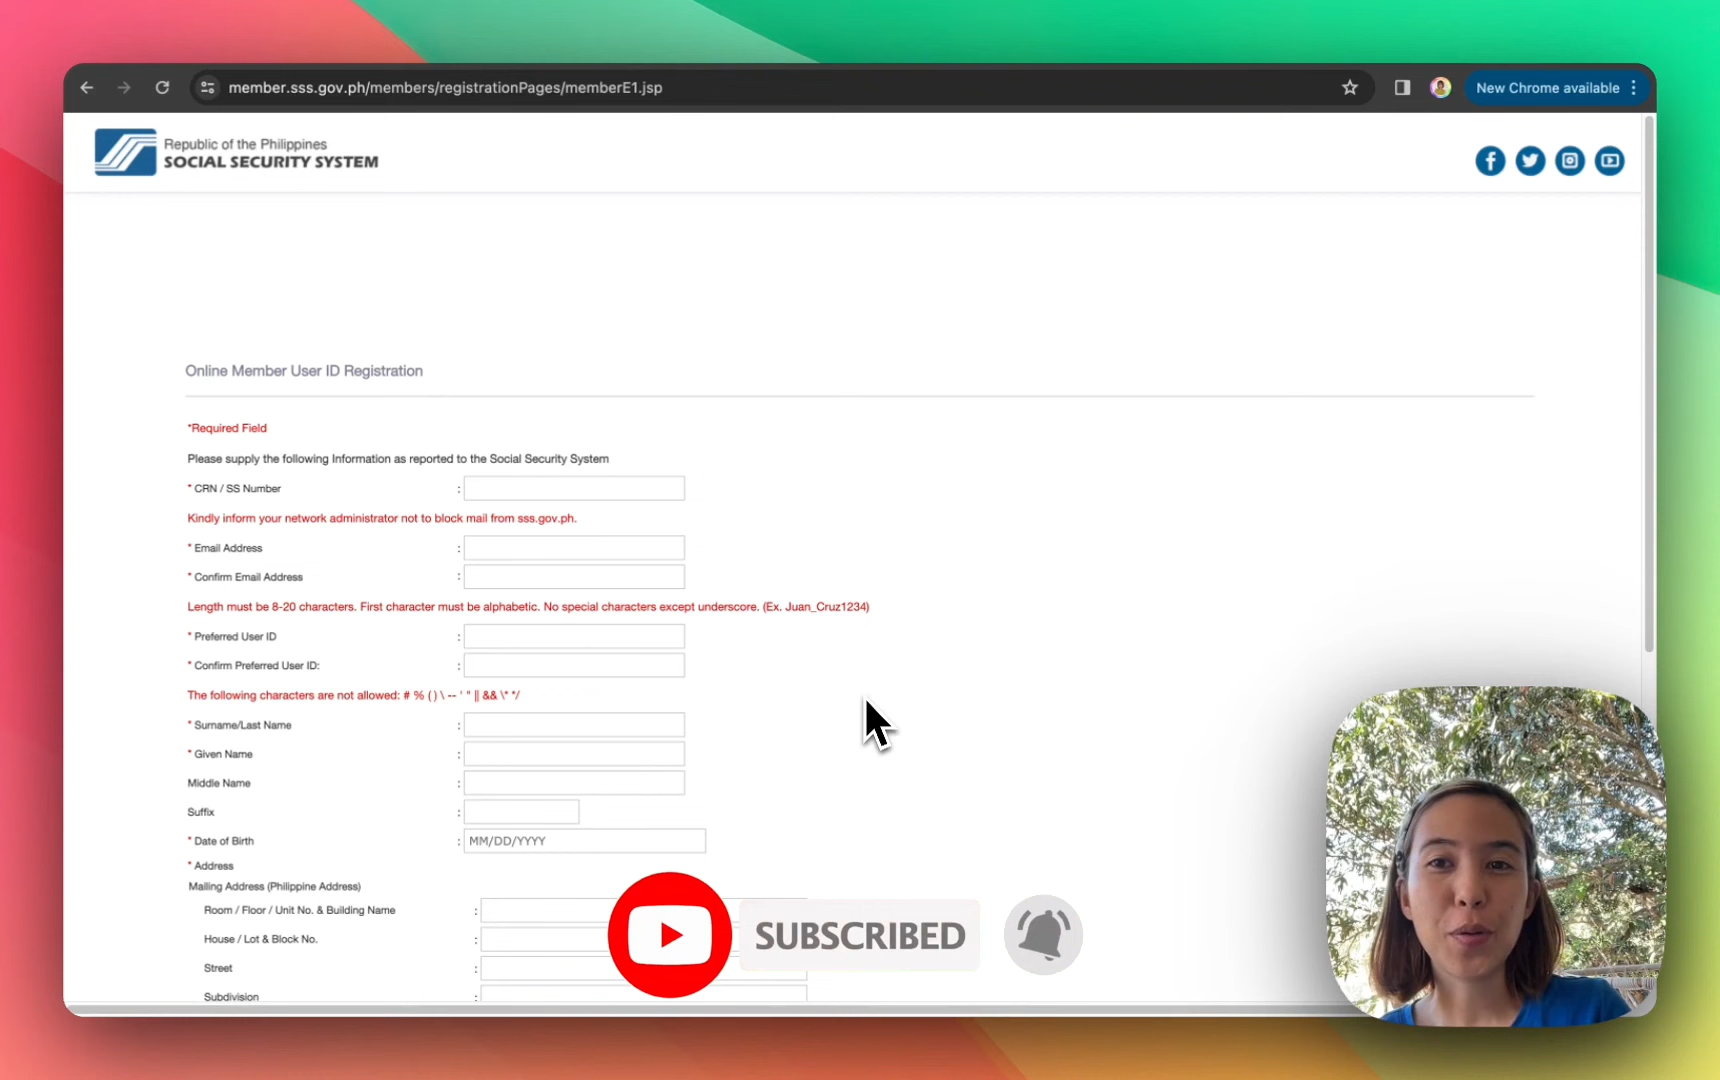 member.sss.gov.ph/members/registrationPages/memberE1.jsp
New Chrome available
Republic of the Philippines
SOCIAL SECURITY SYSTEM
Online Member User ID Registration
*Required Field
Please supply the following Information as reported to the Social Security System
* CRN / SS Number :
Kindly inform your network administrator not to block mail from sss.gov.ph.
* Email Address :
* Confirm Email Address :
Length must be 8-20 characters. First character must be alphabetic. No special characters except underscore. (Ex. Juan_Cruz1234)
* Preferred User ID :
* Confirm Preferred User ID: :
The following characters are not allowed: # % ( ) \ -- ' " || && \* */
* Surname/Last Name :
* Given Name :
Middle Name :
Suffix :
* Date of Birth : MM/DD/YYYY
* Address
Mailing Address (Philippine Address)
Room / Floor / Unit No. & Building Name :
House / Lot & Block No. :
Street :
Subdivision :
SUBSCRIBED